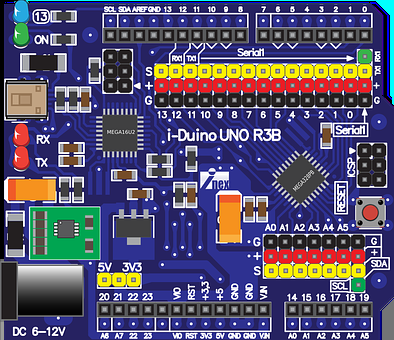 SCL SDA AREF GND 13 12 11 10 9 8 7 6 5 4 3 2 1 0
13
ON
RX1 TX1 Serial1
S
+
G
13 12 11 10 9 8 7 6 5 4 3 2 1 0
Serial1
MEGA16U2
i-Duino UNO R3B
RX
TX
MEGA328PB
ICSP
RESET
inex
A0 A1 A2 A3 A4 A5
G
+
S
G
+
SDA
SCL
5V 3V3
20 21 22 23 VIO RST +3.3 +5 GND GND VIN
14 15 16 17 18 19
A6 A7 22 23 VIO RST 3V3 5V GND GND VIN
A0 A1 A2 A3 A4 A5
DC 6-12V